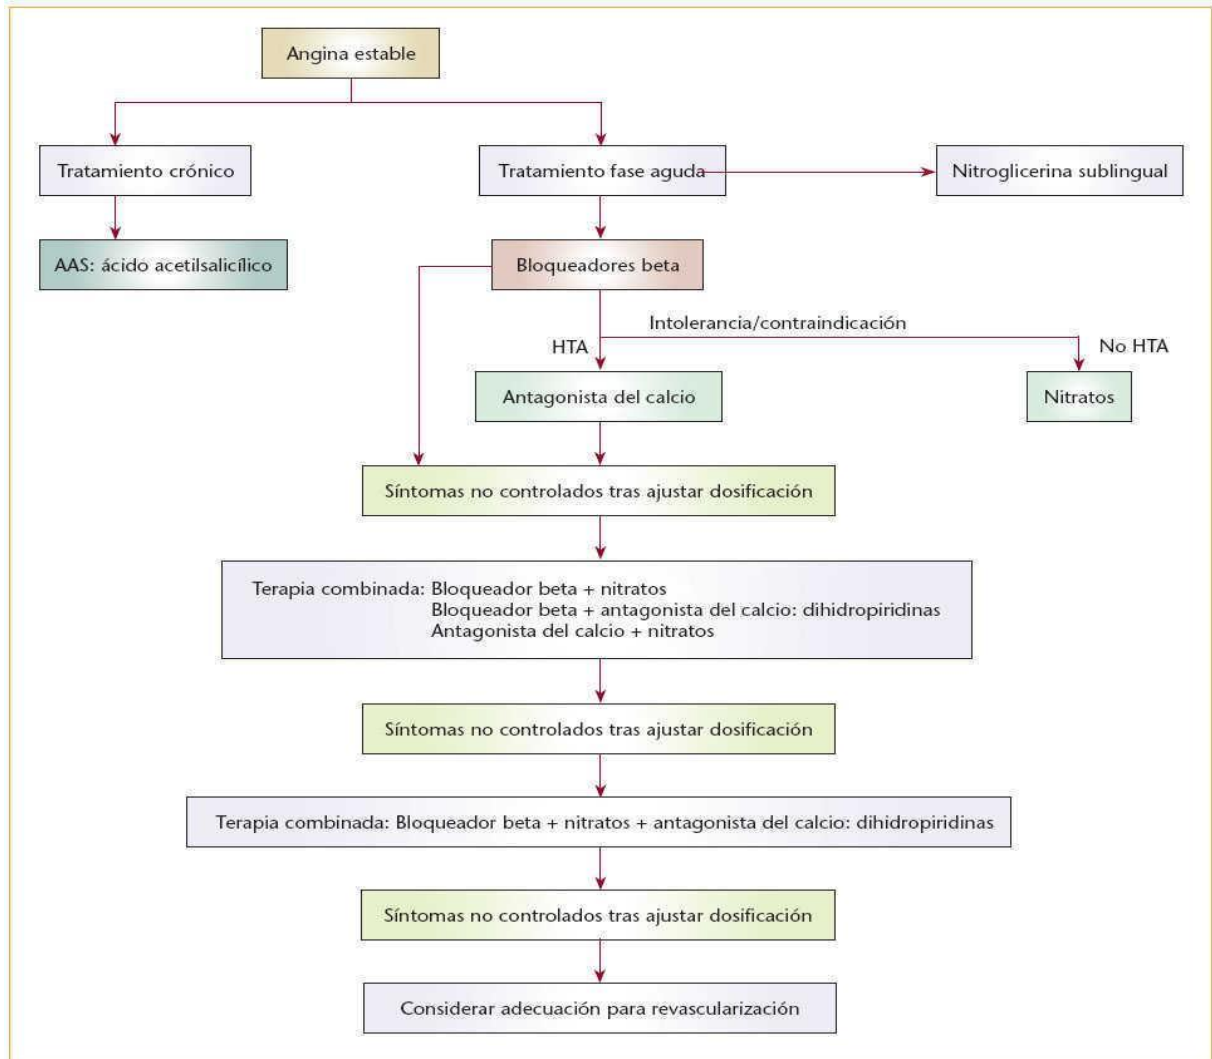 Angina estable
Tratamiento crónico
Tratamiento fase aguda
Nitroglicerina sublingual
AAS: ácido acetilsalicílico
Bloqueadores beta
Intolerancia/contraindicación
HTA
No HTA
Antagonista del calcio
Nitratos
Síntomas no controlados tras ajustar dosificación
Terapia combinada: Bloqueador beta + nitratos
Bloqueador beta + antagonista del calcio: dihidropiridinas
Antagonista del calcio + nitratos
Síntomas no controlados tras ajustar dosificación
Terapia combinada: Bloqueador beta + nitratos + antagonista del calcio: dihidropiridinas
Síntomas no controlados tras ajustar dosificación
Considerar adecuación para revascularización